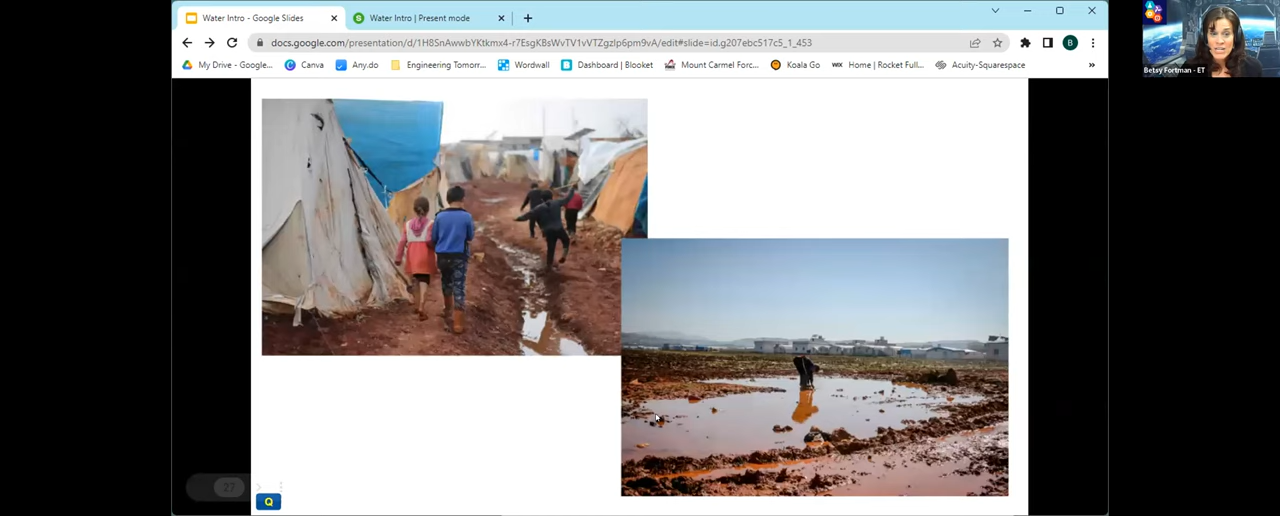 Water Intro - Google Slides
Water Intro | Present mode
docs.google.com/presentation/d/1H8SnAwwbYKtkmx4-r7EsgKBsWvTV1vVTZgzlp6pm9vA/edit#slide=id.g207ebc517c5_1_453
B
My Drive - Google...
Canva
Any.do
Engineering Tomorr...
Wordwall
Dashboard | Blooket
Mount Carmel Forc...
Koala Go
WIX
Home | Rocket Full...
Acuity-Squarespace
»
Betsy Fortman - ET
27
Q